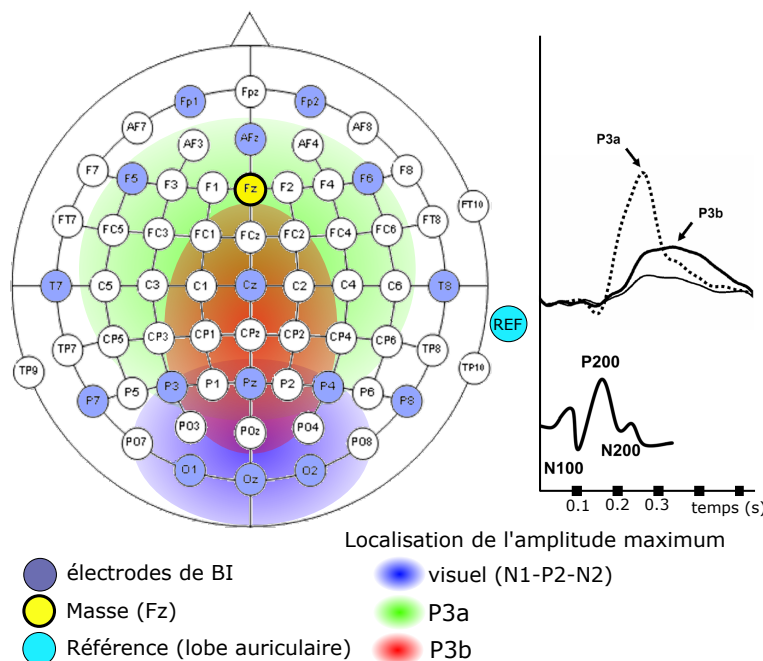 Fpz
Fp1 Fp2
AF7 AFz AF8
AF3 AF4
F7 F5 F3 F1 Fz F2 F4 F6 F8
FT10
FT7 FC5 FC3 FC1 FCz FC2 FC4 FC6 FT8
T7 C5 C3 C1 Cz C2 C4 C6 T8
REF
TP9 TP7 CP5 CP3 CP1 CPz CP2 CP4 CP6 TP8 TP10
P7 P5 P3 P1 Pz P2 P4 P6 P8
PO7 PO3 POz PO4 PO8
O1 Oz O2
P3a
P3b
P200
N100 N200
0.1 0.2 0.3 temps (s)
Localisation de l'amplitude maximum
électrodes de BI
visuel (N1-P2-N2)
Masse (Fz)
P3a
Référence (lobe auriculaire)
P3b